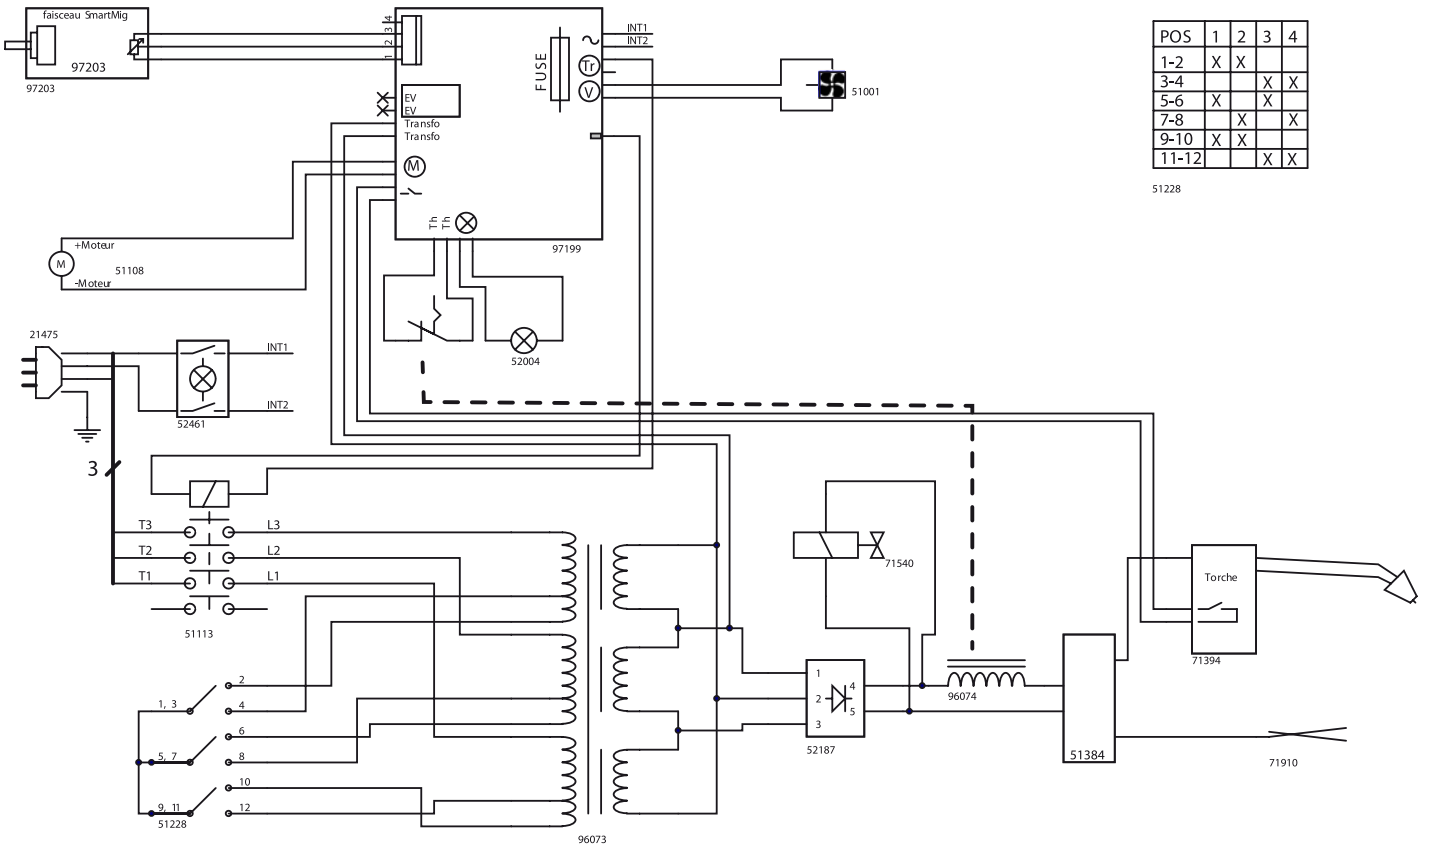 faisceau SmartMig
97203
97203
4
3
2
1
EV
EV
Transfo
Transfo
M
Th
Th
FUSE
Tr
V
INT1
INT2
97199
51001
POS 1 2 3 4
1-2 X X
3-4 X X
5-6 X X
7-8 X X
9-10 X X
11-12 X X
51228
+Moteur
M
51108
-Moteur
21475
INT1
INT2
52461
52004
3
T3 L3
T2 L2
T1 L1
51113
71540
Torche
71394
1, 3
2
4
5, 7
6
8
9, 11
10
12
51228
96073
1
2
3
4
5
52187
96074
51384
71910